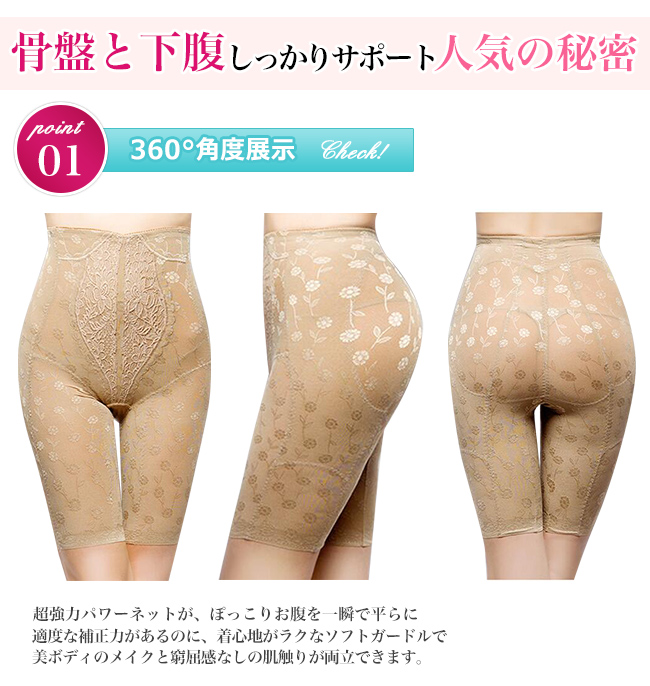 骨盤と下腹しっかりサポート人気の秘密
point
01
360°角度展示 Check!
超強力パワーネットが、ぽっこりお腹を一瞬で平らに
適度な補正力があるのに、着心地がラクなソフトガードルで
美ボディのメイクと窮屈感なしの肌触りが両立できます。